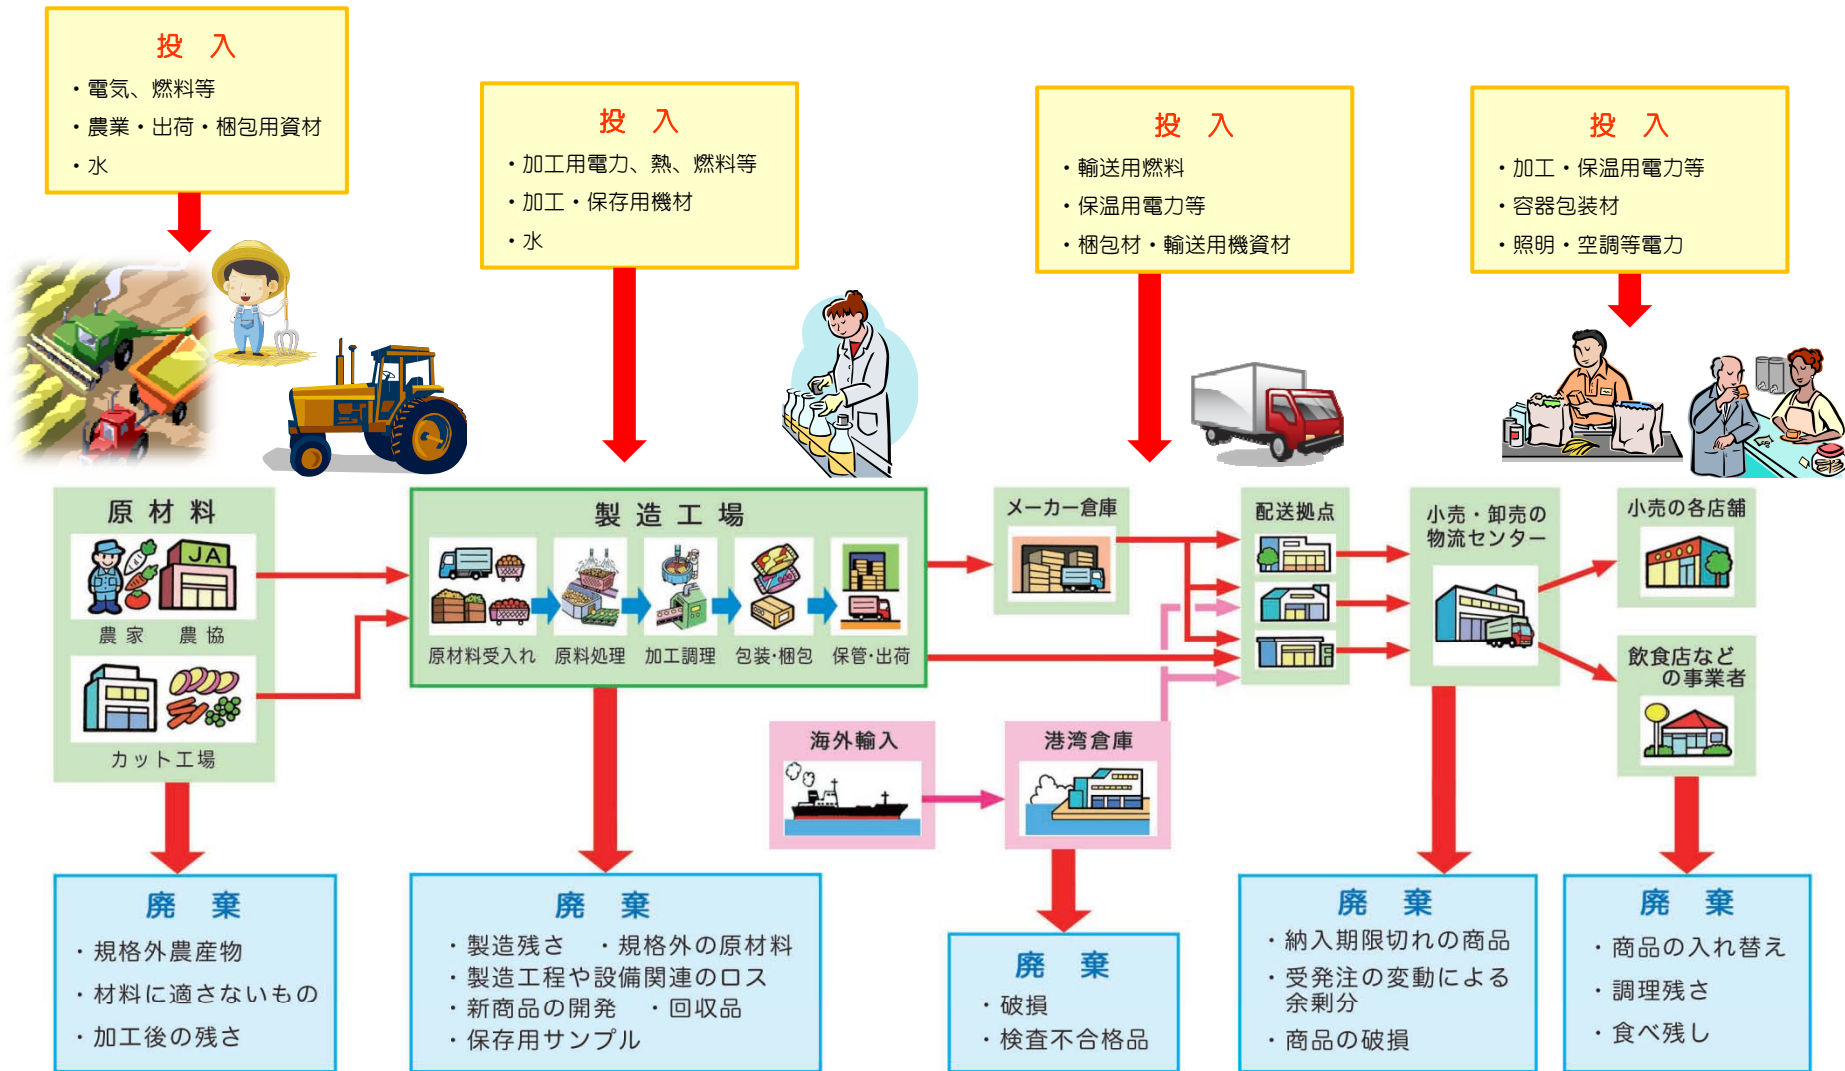 投 入
・電気、燃料等
・農業・出荷・梱包用資材
・水
投 入
・加工用電力、熱、燃料等
・加工・保存用機材
・水
投 入
・輸送用燃料
・保温用電力等
・梱包材・輸送用機資材
投 入
・加工・保温用電力等
・容器包装材
・照明・空調等電力
原材料
JA
農家 農協
カット工場
製造工場
原材料受入れ 原料処理 加工調理 包装・梱包 保管・出荷
メーカー倉庫
配送拠点
小売・卸売の
物流センター
小売の各店舗
飲食店など
の事業者
海外輸入
港湾倉庫
廃 棄
・規格外農産物
・材料に適さないもの
・加工後の残さ
廃 棄
・製造残さ ・規格外の原材料
・製造工程や設備関連のロス
・新商品の開発 ・回収品
・保存用サンプル
廃 棄
・破損
・検査不合格品
廃 棄
・納入期限切れの商品
・受発注の変動による
余剰分
・商品の破損
廃 棄
・商品の入れ替え
・調理残さ
・食べ残し